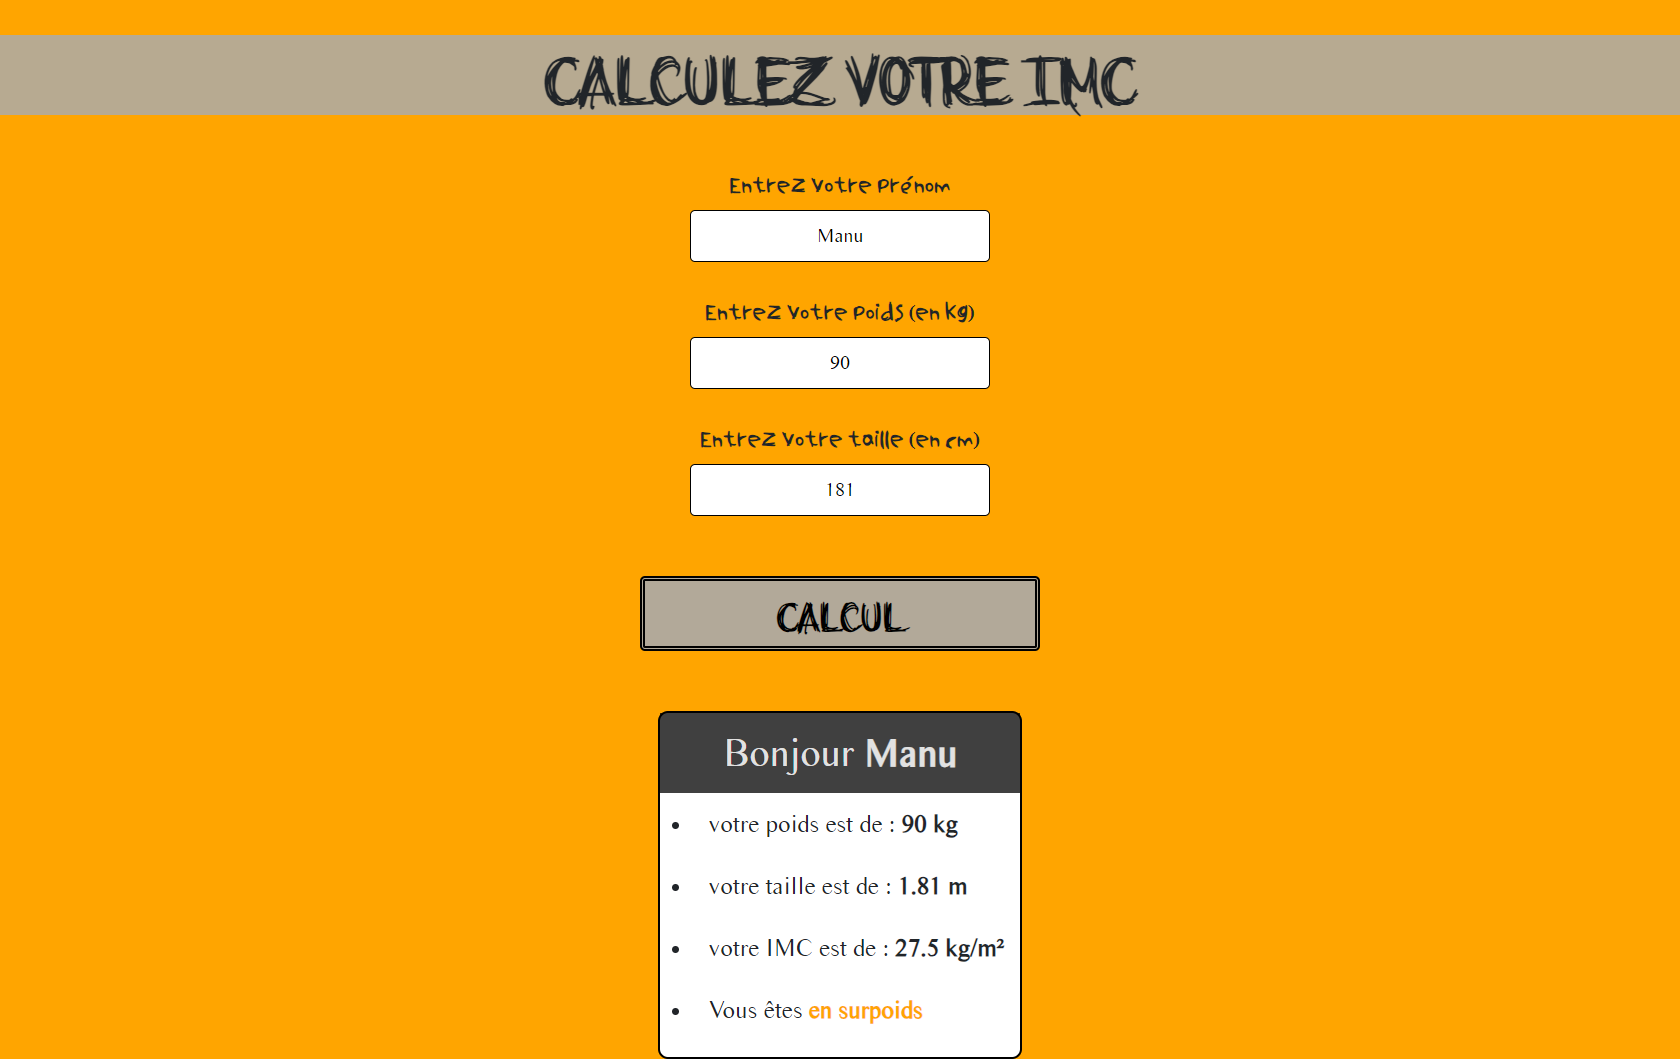 CALCULEZ VOTRE IMC
Entrez votre prénom
Manu
Entrez votre poids (en kg)
90
Entrez votre taille (en cm)
181
CALCUL
Bonjour Manu
votre poids est de : 90 kg
votre taille est de : 1.81 m
votre IMC est de : 27.5 kg/m²
Vous êtes en surpoids